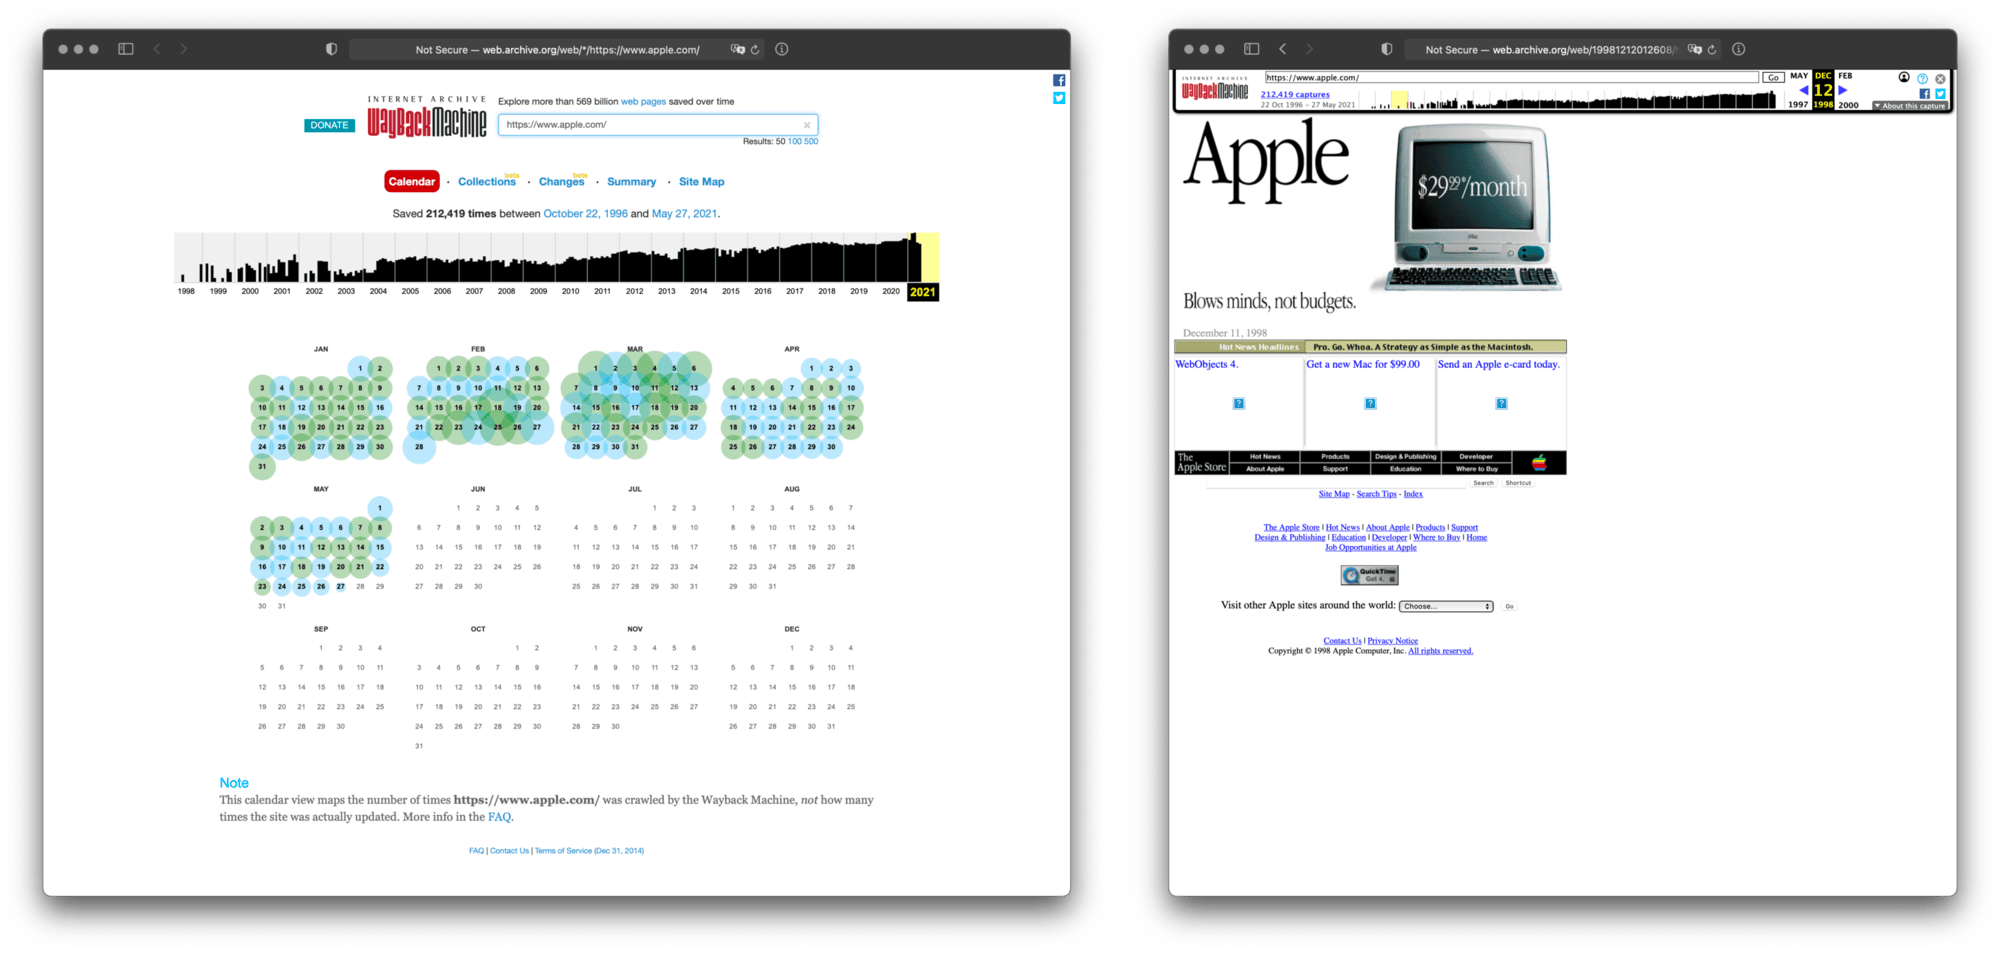 Not Secure — web.archive.org/web/*/https://www.apple.com/
INTERNET ARCHIVE
WayBackMachine
DONATE
Explore more than 569 billion web pages saved over time
https://www.apple.com/
Results: 50 100 500
Calendar · Collections beta · Changes beta · Summary · Site Map
Saved 212,419 times between October 22, 1996 and May 27, 2021.
1998 1999 2000 2001 2002 2003 2004 2005 2006 2007 2008 2009 2010 2011 2012 2013 2014 2015 2016 2017 2018 2019 2020 2021
JAN
1 2
3 4 5 6 7 8 9
10 11 12 13 14 15 16
17 18 19 20 21 22 23
24 25 26 27 28 29 30
31
FEB
1 2 3 4 5 6
7 8 9 10 11 12 13
14 15 16 17 18 19 20
21 22 23 24 25 26 27
28
MAR
1 2 3 4 5 6
7 8 9 10 11 12 13
14 15 16 17 18 19 20
21 22 23 24 25 26 27
28 29 30 31
APR
1 2 3
4 5 6 7 8 9 10
11 12 13 14 15 16 17
18 19 20 21 22 23 24
25 26 27 28 29 30
MAY
1
2 3 4 5 6 7 8
9 10 11 12 13 14 15
16 17 18 19 20 21 22
23 24 25 26 27 28 29
30 31
JUN
1 2 3 4 5
6 7 8 9 10 11 12
13 14 15 16 17 18 19
20 21 22 23 24 25 26
27 28 29 30
JUL
1 2 3
4 5 6 7 8 9 10
11 12 13 14 15 16 17
18 19 20 21 22 23 24
25 26 27 28 29 30 31
AUG
1 2 3 4 5 6 7
8 9 10 11 12 13 14
15 16 17 18 19 20 21
22 23 24 25 26 27 28
29 30 31
SEP
1 2 3 4
5 6 7 8 9 10 11
12 13 14 15 16 17 18
19 20 21 22 23 24 25
26 27 28 29 30
OCT
1 2
3 4 5 6 7 8 9
10 11 12 13 14 15 16
17 18 19 20 21 22 23
24 25 26 27 28 29 30
31
NOV
1 2 3 4 5 6
7 8 9 10 11 12 13
14 15 16 17 18 19 20
21 22 23 24 25 26 27
28 29 30
DEC
1 2 3 4
5 6 7 8 9 10 11
12 13 14 15 16 17 18
19 20 21 22 23 24 25
26 27 28 29 30 31
Note
This calendar view maps the number of times https://www.apple.com/ was crawled by the Wayback Machine, not how many
times the site was actually updated. More info in the FAQ.
FAQ | Contact Us | Terms of Service (Dec 31, 2014)
Not Secure — web.archive.org/web/19981212012608/
INTERNET ARCHIVE
WayBackMachine
https://www.apple.com/
Go
MAY DEC FEB
212,419 captures
12
22 Oct 1996 – 27 May 2021
1997 1998 2000
About this capture
Apple
$29.99*/month
iMac
Blows minds, not budgets.
December 11, 1998
Hot News Headlines Pro. Go. Whoa. A Strategy as Simple as the Macintosh.
WebObjects 4. Get a new Mac for $99.00 Send an Apple e-card today.
The
Apple Store
Hot News Products Design & Publishing Developer
About Apple Support Education Where to Buy
Search Shortcut
Site Map - Search Tips - Index
The Apple Store | Hot News | About Apple | Products | Support
Design & Publishing | Education | Developer | Where to Buy | Home
Job Opportunities at Apple
QuickTime
Get 4.
Visit other Apple sites around the world: Choose... Go
Contact Us | Privacy Notice
Copyright © 1998 Apple Computer, Inc. All rights reserved.